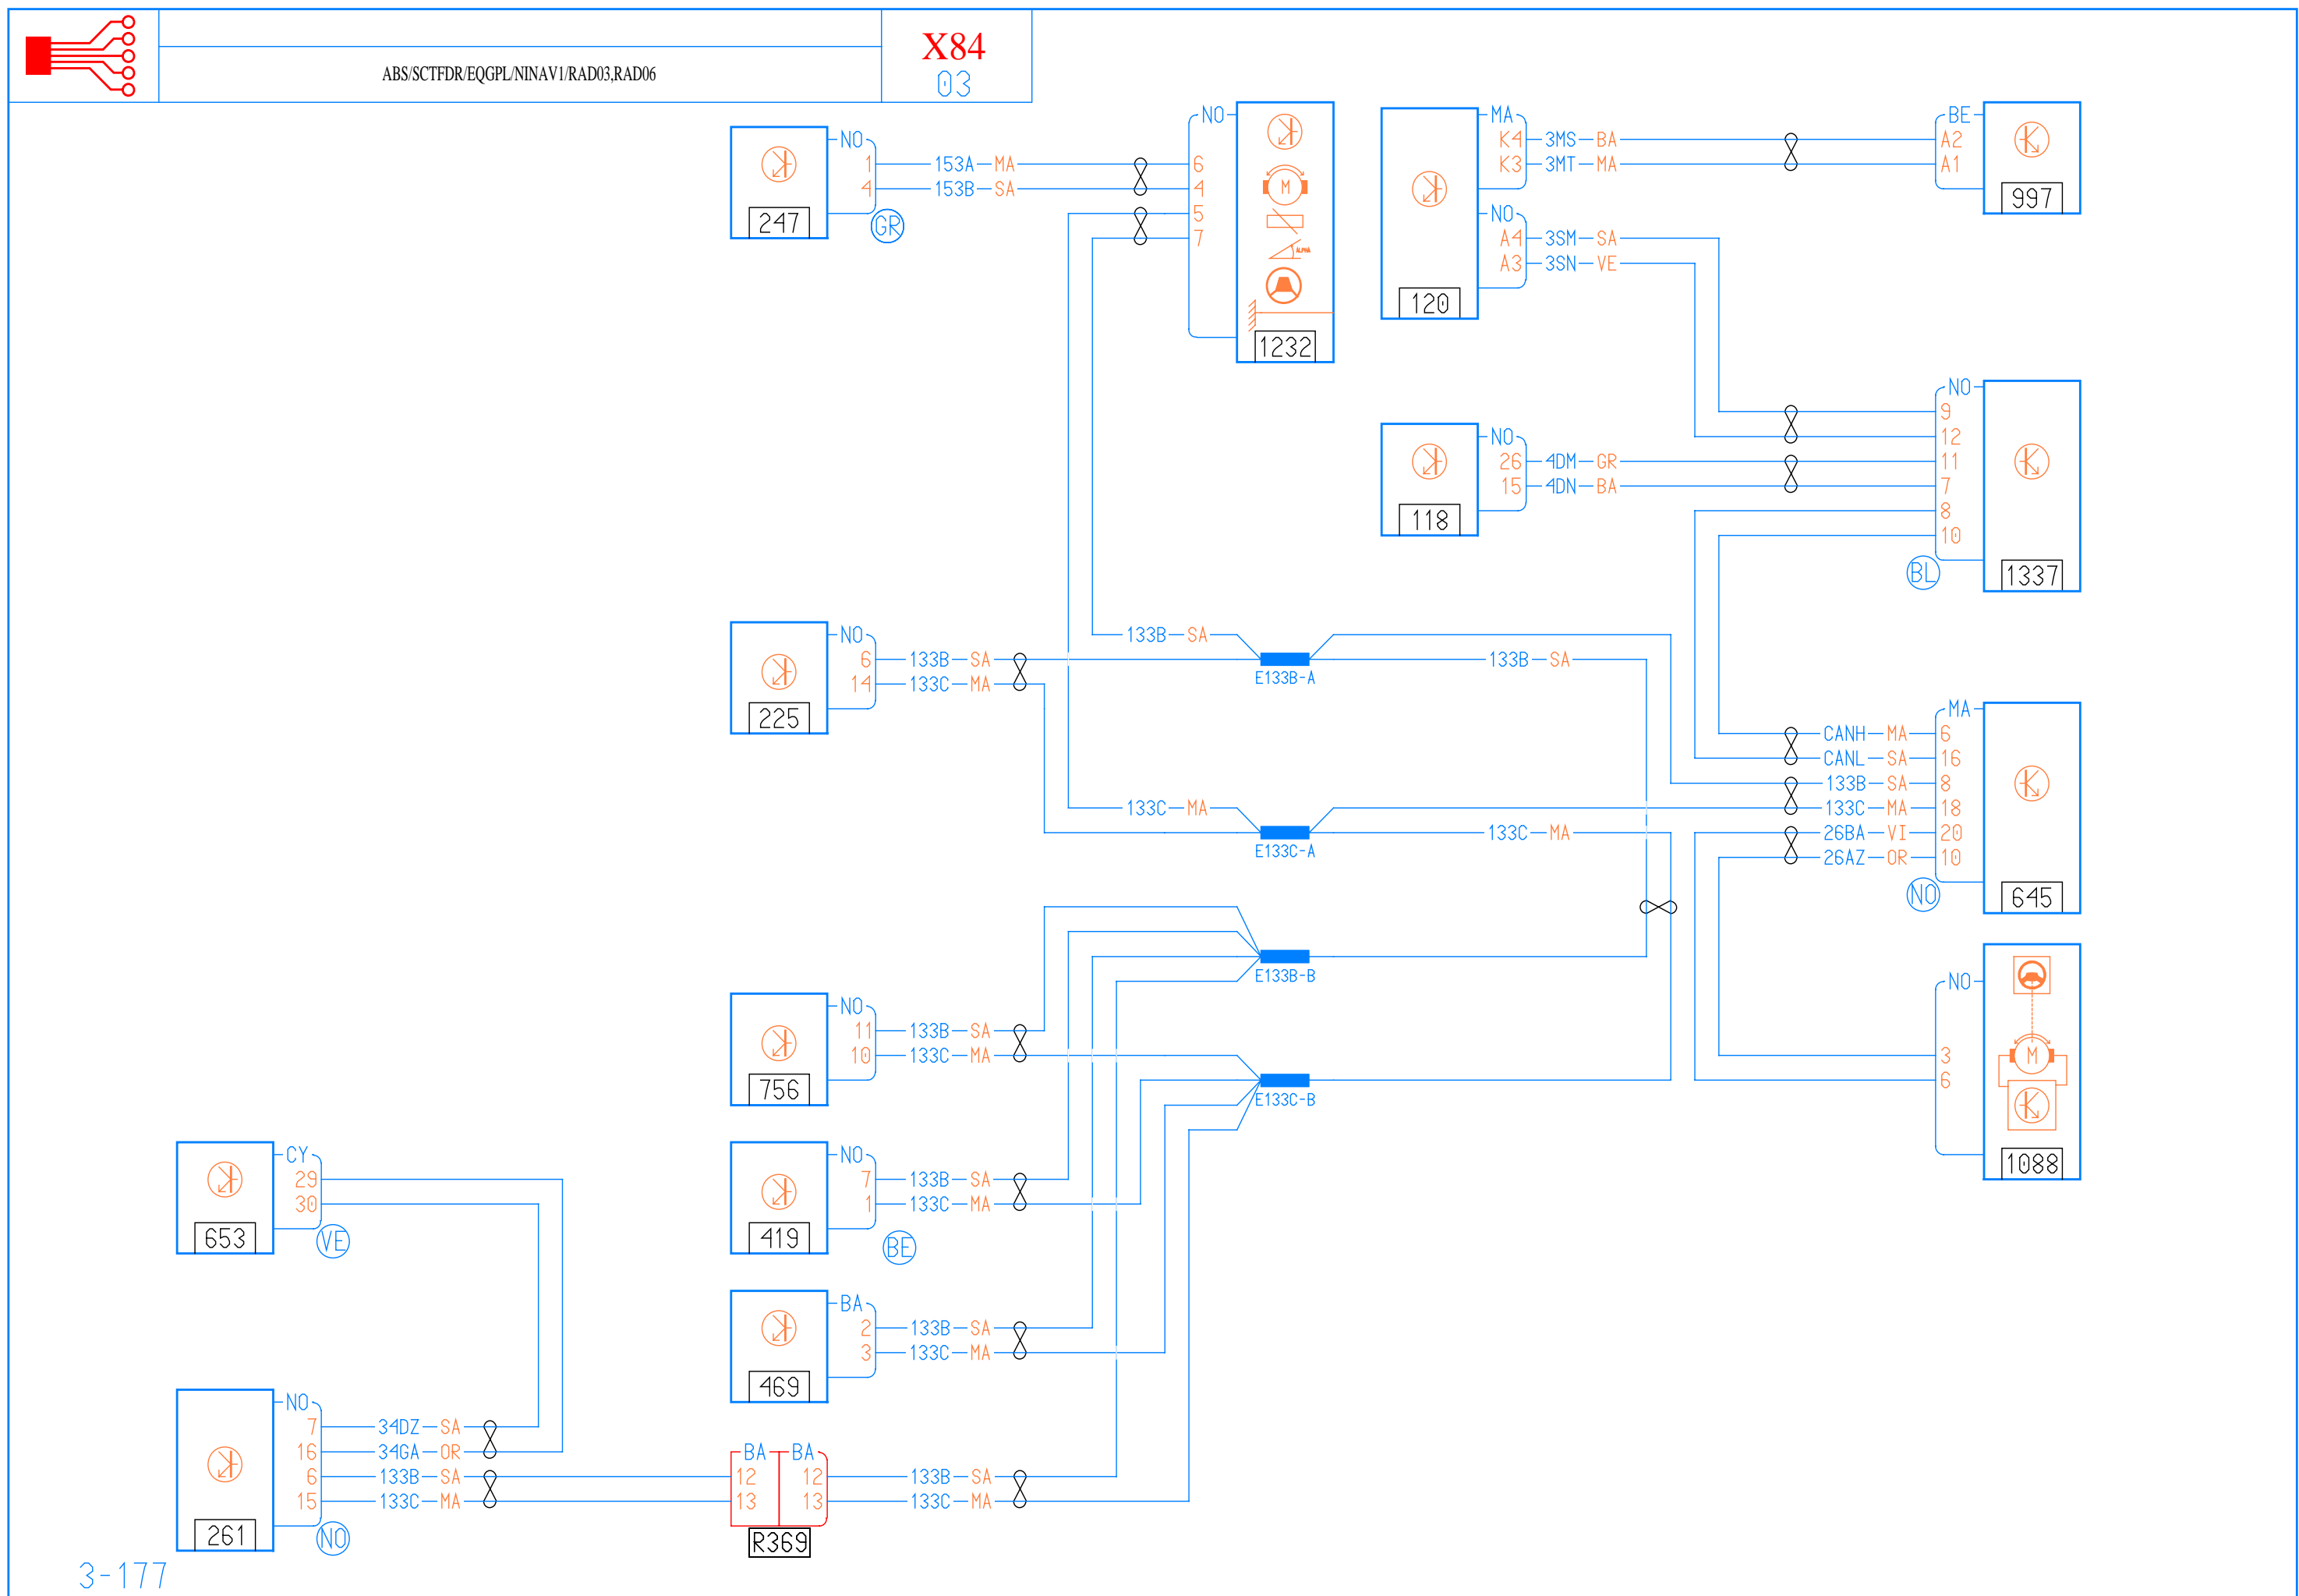 X84
ABS/SCTFDR/EQGPL/NINAV1/RAD03,RAD06
03
NO
1 153A MA
4 153B SA
247
GR
NO
6
4
5
7
ALPHA
1232
MA
K4 3MS BA
K3 3MT MA
NO
A4 3SM SA
A3 3SN VE
120
BE
A2
A1
997
NO
26 4DM GR
15 4DN BA
118
NO
9
12
11
7
8
10
BL
1337
NO
6 133B SA
14 133C MA
225
133B SA
E133B-A
133B SA
133C MA
E133C-A
133C MA
MA
CANH MA 6
CANL SA 16
133B SA 8
133C MA 18
26BA VI 20
26AZ OR 10
NO
645
E133B-B
E133C-B
NO
3
M
6
1088
NO
11 133B SA
10 133C MA
756
NO
7 133B SA
1 133C MA
419
BE
CY
29
30
653
VE
BA
2 133B SA
3 133C MA
469
NO
7 34DZ SA
16 34GA OR
6 133B SA
15 133C MA
261
NO
BA BA
12 12 133B SA
13 13 133C MA
R369
3-177
M